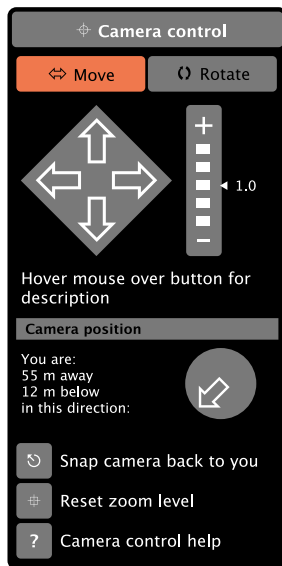 Camera control
Move
Rotate
+
1.0
–
Hover mouse over button for
description
Camera position
You are:
55 m away
12 m below
in this direction:
Snap camera back to you
Reset zoom level
?
Camera control help